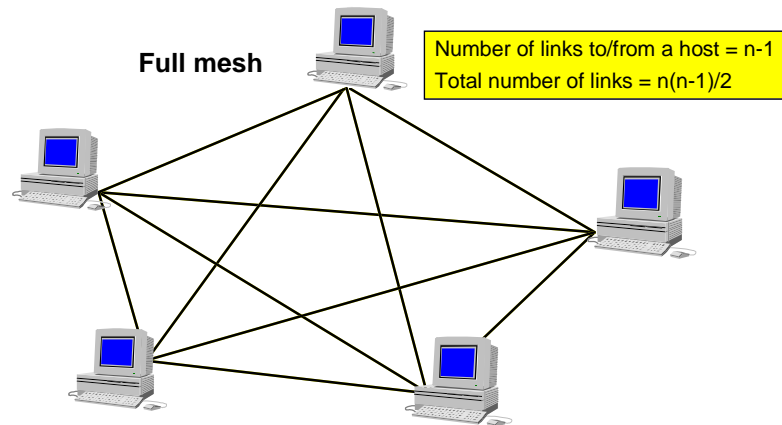 Full mesh
Number of links to/from a host = n-1
Total number of links = n(n-1)/2